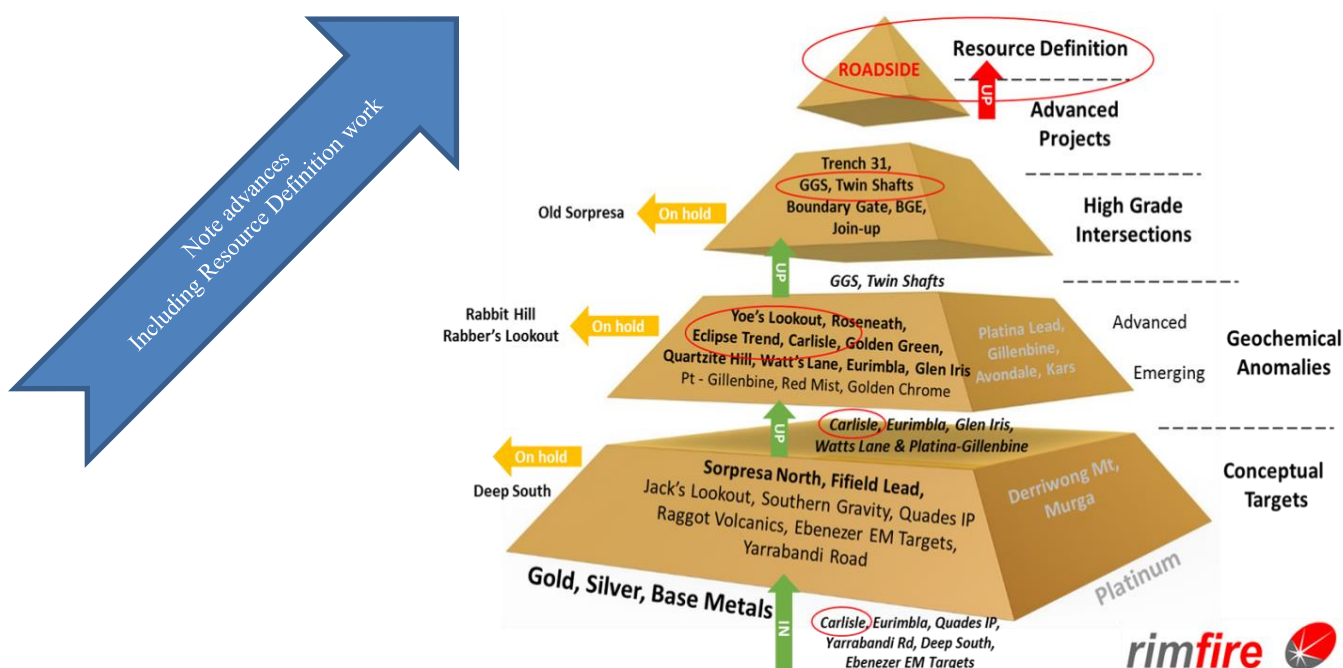 Note advances
Including Resource Definition work
Resource Definition
ROADSIDE
UP
Advanced
Projects
Trench 31,
GGS, Twin Shafts
Boundary Gate, BGE,
Join-up
Old Sorpresa
On hold
High Grade
Intersections
UP
GGS, Twin Shafts
Rabbit Hill
Rabber's Lookout
On hold
Yoe's Lookout, Roseneath,
Eclipse Trend, Carlisle, Golden Green,
Quartzite Hill, Watt's Lane, Eurimbla, Glen Iris
Pt - Gillenbine, Red Mist, Golden Chrome
Platina Lead,
Gillenbine,
Avondale, Kars
Advanced
Emerging
Geochemical
Anomalies
UP
Carlisle, Eurimbla, Glen Iris,
Watts Lane & Platina-Gillenbine
On hold
Deep South
Sorpresa North, Fifield Lead,
Jack's Lookout, Southern Gravity, Quades IP
Raggot Volcanics, Ebenezer EM Targets,
Yarrabandi Road
Derriwong Mt,
Murga
Conceptual
Targets
Gold, Silver, Base Metals
Platinum
IN
Carlisle, Eurimbla, Quades IP,
Yarrabandi Rd, Deep South,
Ebenezer EM Targets
rimfire